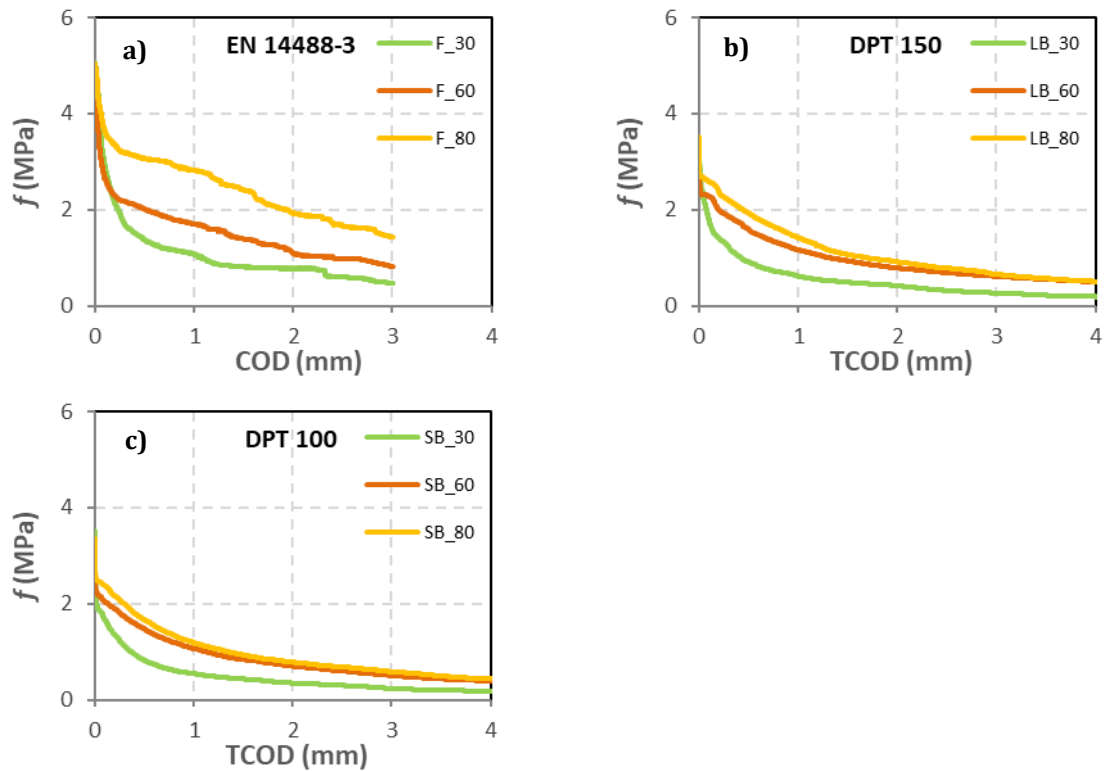 a)
EN 14488-3
F_30
F_60
F_80
f (MPa)
6
4
2
0
0 1 2 3 4
COD (mm)
b)
DPT 150
LB_30
LB_60
LB_80
f (MPa)
6
4
2
0
0 1 2 3 4
TCOD (mm)
c)
DPT 100
SB_30
SB_60
SB_80
f (MPa)
6
4
2
0
0 1 2 3 4
TCOD (mm)